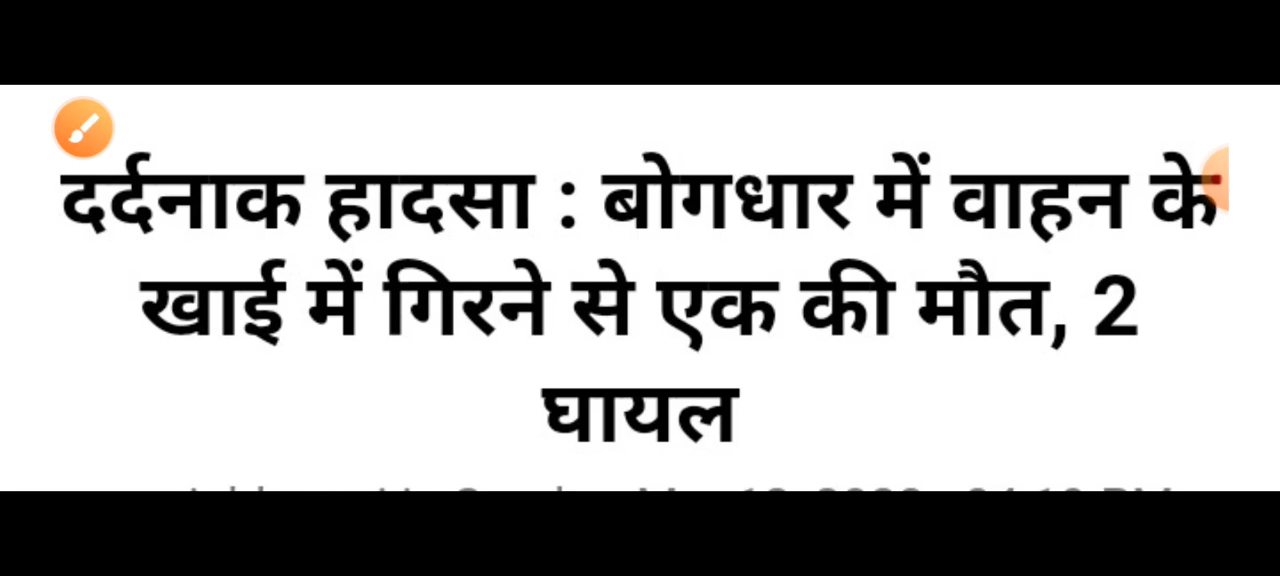 दर्दनाक हादसा : बोगधार में वाहन के
खाई में गिरने से एक की मौत, 2
घायल